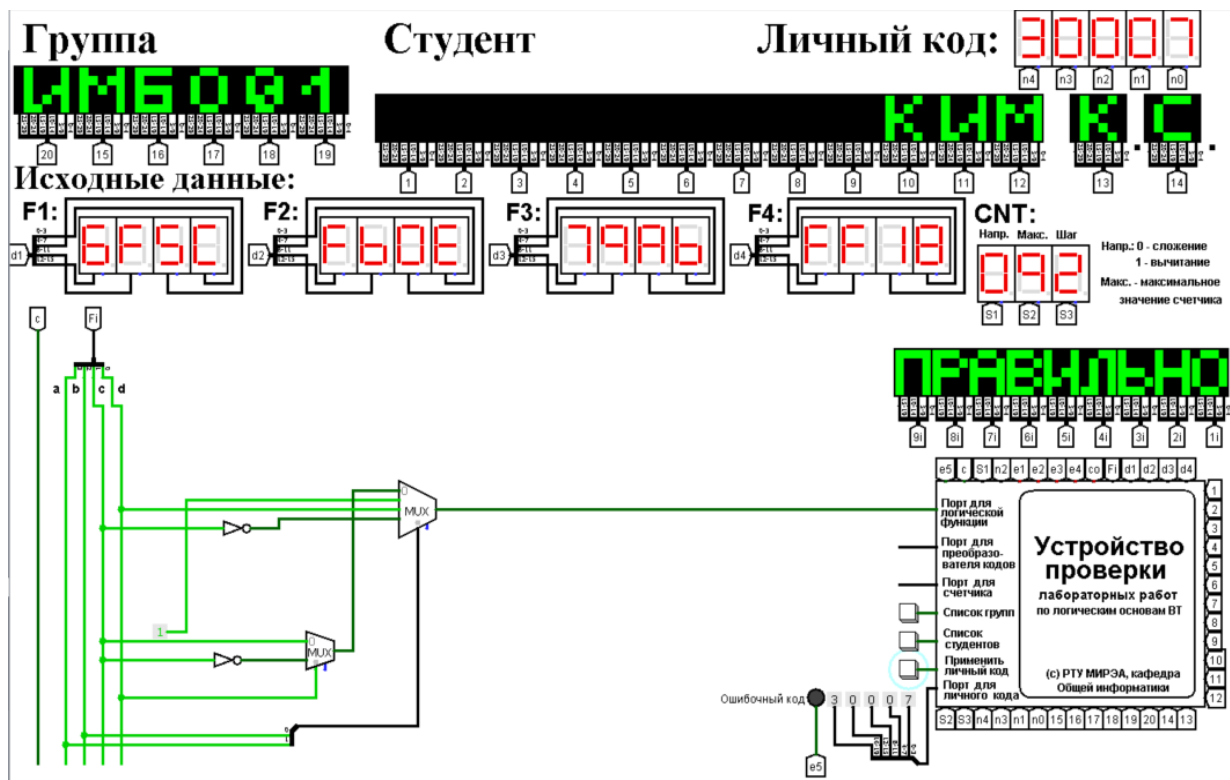 Группа Студент Личный код: 30007
n4 n3 n2 n1 n0
ИМБО01
КИМ К. С.
20 15 16 17 18 19
1 2 3 4 5 6 7 8 9 10 11 12 13 14
Исходные данные:
F1: F2: F3: F4: CNT:
Напр. Макс. Шаг
d1 6F5C d2 Fb0E d3 79Ab d4 EF18 092
Напр.: 0 - сложение
1 - вычитание
Макс. - максимальное
значение счетчика
S1 S2 S3
c Fi
a b c d
ПРАВИЛЬНО
9i 8i 7i 6i 5i 4i 3i 2i 1i
e5 c S1 n2 e1 e2 e3 e4 co Fi d1 d2 d3 d4
0
MUX
Порт для
логической
функции
Порт для
преобразо-
вателя кодов
Порт для
счетчика
Список групп
Список
студентов
Применить
личный код
Порт для
личного кода
Устройство
проверки
лабораторных работ
по логическим основам ВТ
(с) РТУ МИРЭА, кафедра
Общей информатики
1
2
3
4
5
6
7
8
9
10
11
12
1
0
MUX
Ошибочный код 3 0 0 0 7
e5
S2 S3 n4 n3 n1 n0 15 16 17 18 19 20 14 13